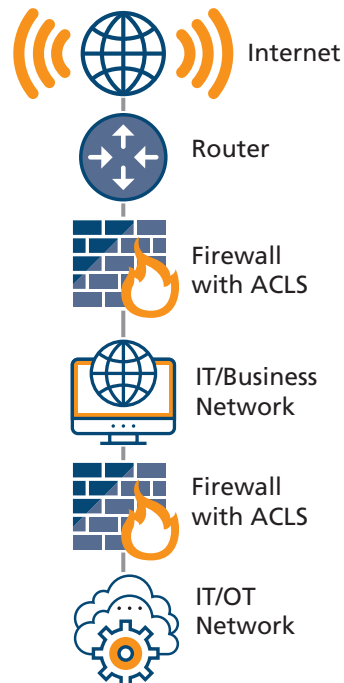 Internet
Router
Firewall
with ACLS
IT/Business
Network
Firewall
with ACLS
IT/OT
Network